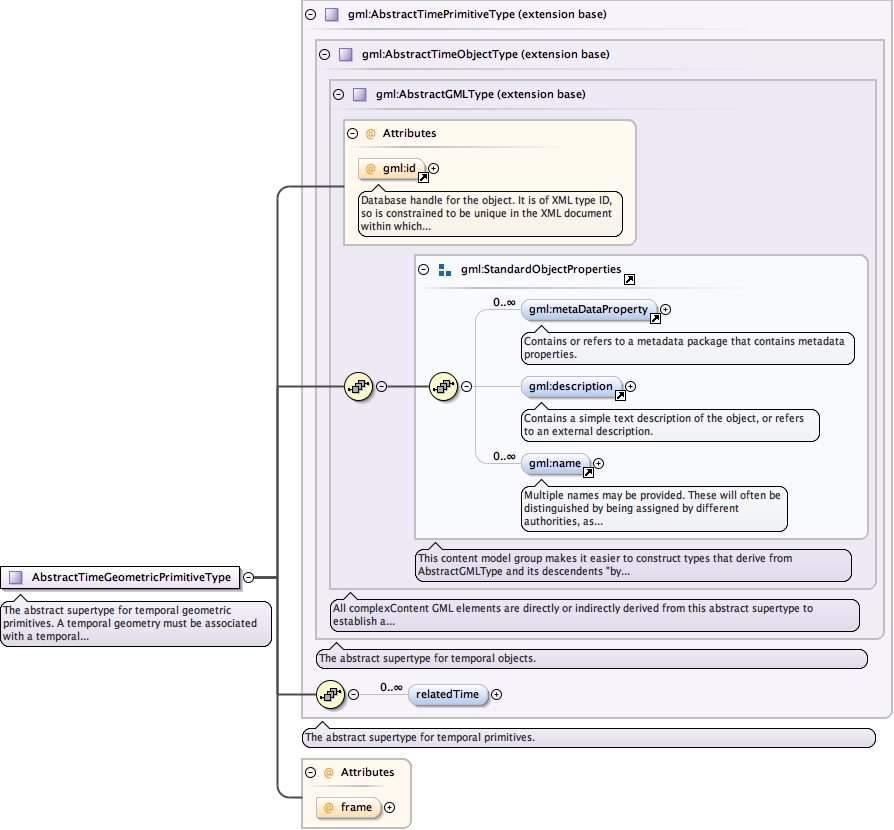 gml:AbstractTimePrimitiveType (extension base)
gml:AbstractTimeObjectType (extension base)
gml:AbstractGMLType (extension base)
@ Attributes
@ gml:id
Database handle for the object. It is of XML type ID,
so is constrained to be unique in the XML document
within which...
gml:StandardObjectProperties
0..∞
gml:metaDataProperty
Contains or refers to a metadata package that contains metadata
properties.
gml:description
Contains a simple text description of the object, or refers
to an external description.
0..∞
gml:name
Multiple names may be provided. These will often be
distinguished by being assigned by different
authorities, as...
This content model group makes it easier to construct types that derive from
AbstractGMLType and its descendents "by...
AbstractTimeGeometricPrimitiveType
The abstract supertype for temporal geometric
primitives. A temporal geometry must be associated
with a temporal...
All complexContent GML elements are directly or indirectly derived from this abstract supertype to
establish a...
The abstract supertype for temporal objects.
0..∞
relatedTime
The abstract supertype for temporal primitives.
@ Attributes
@ frame